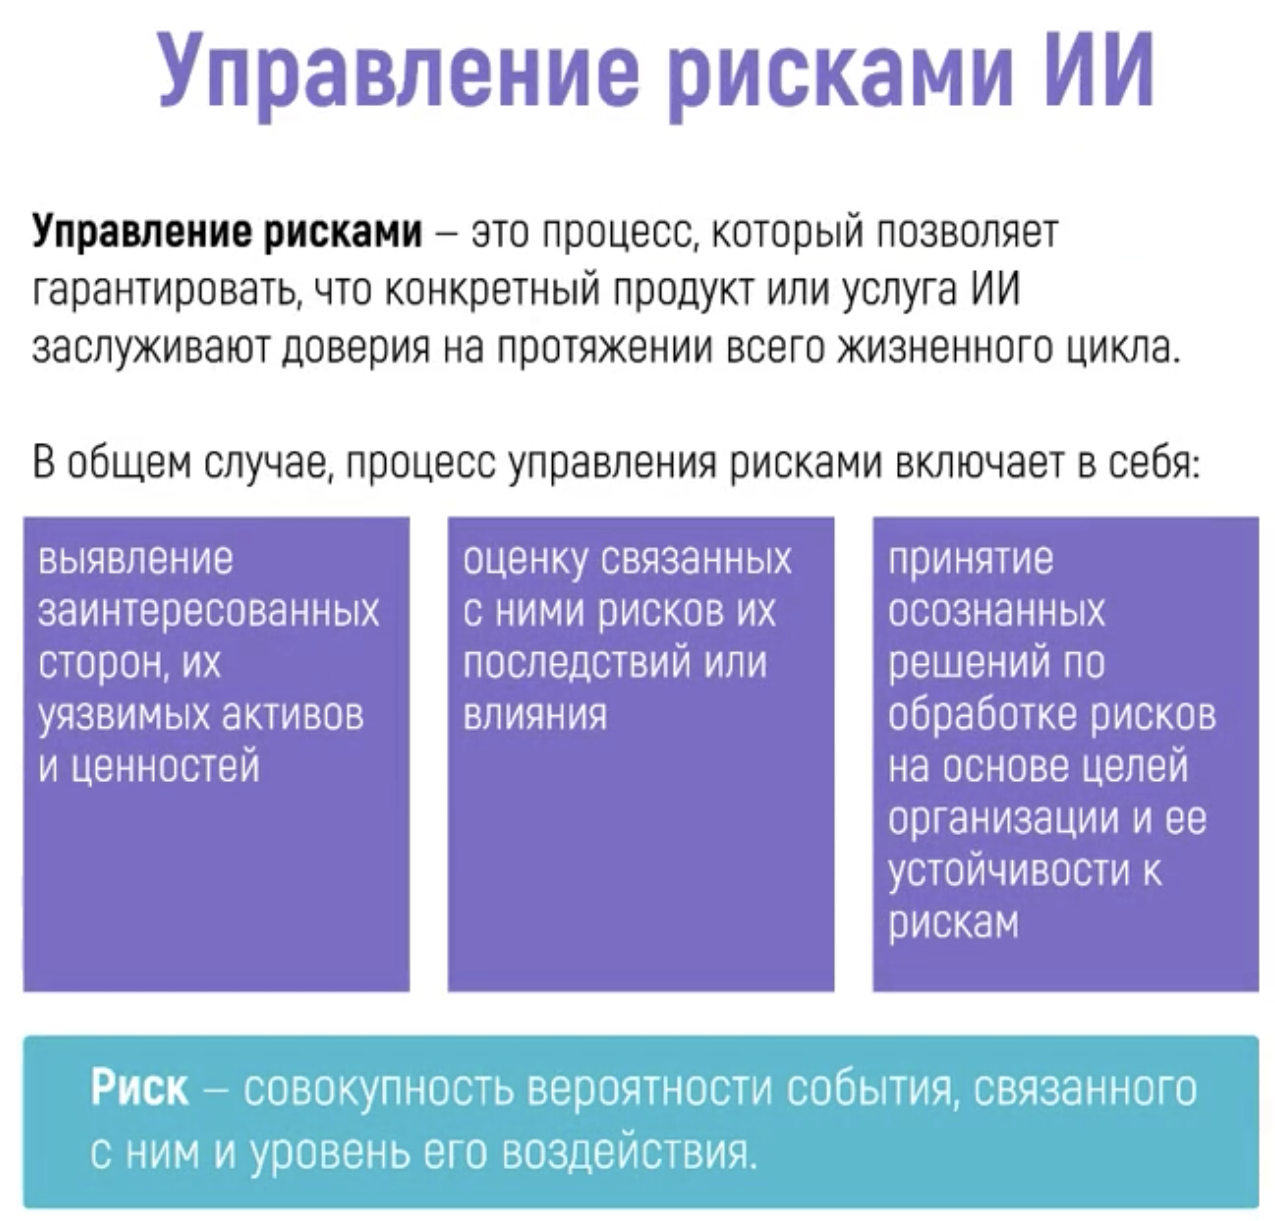 Управление рисками ИИ
Управление рисками – это процесс, который позволяет
гарантировать, что конкретный продукт или услуга ИИ
заслуживают доверия на протяжении всего жизненного цикла.
В общем случае, процесс управления рисками включает в себя:
выявление
заинтересованных
сторон, их
уязвимых активов
и ценностей
оценку связанных
с ними рисков их
последствий или
влияния
принятие
осознанных
решений по
обработке рисков
на основе целей
организации и ее
устойчивости к
рискам
Риск – совокупность вероятности события, связанного
с ним и уровень его воздействия.